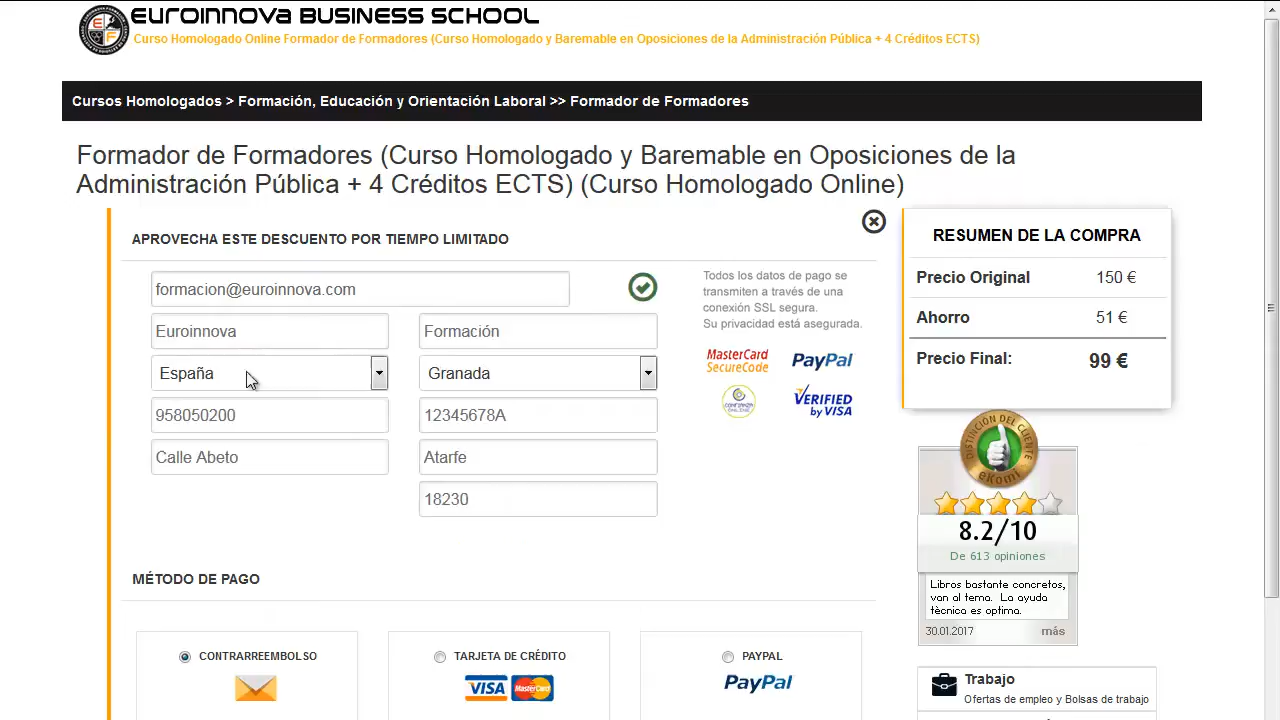 EUROINNOVA BUSINESS SCHOOL
Curso Homologado Online Formador de Formadores (Curso Homologado y Baremable en Oposiciones de la Administración Pública + 4 Créditos ECTS)
Cursos Homologados > Formación, Educación y Orientación Laboral >> Formador de Formadores
Formador de Formadores (Curso Homologado y Baremable en Oposiciones de la
Administración Pública + 4 Créditos ECTS) (Curso Homologado Online)
APROVECHA ESTE DESCUENTO POR TIEMPO LIMITADO
formacion@euroinnova.com
Euroinnova
Formación
España
Granada
958050200
12345678A
Calle Abeto
Atarfe
18230
Todos los datos de pago se
transmiten a través de una
conexión SSL segura.
Su privacidad está asegurada.
MasterCard
SecureCode
PayPal
CONFIANZA
ONLINE
VERIFIED
by VISA
RESUMEN DE LA COMPRA
Precio Original 150 €
Ahorro 51 €
Precio Final: 99 €
DISTINCIÓN DEL CLIENTE
eKomi
8.2/10
De 613 opiniones
Libros bastante concretos,
van al tema. La ayuda
tècnica es optima.
30.01.2017 más
Trabajo
Ofertas de empleo y Bolsas de trabajo
MÉTODO DE PAGO
CONTRARREEMBOLSO
TARJETA DE CRÉDITO
VISA MasterCard
PAYPAL
PayPal